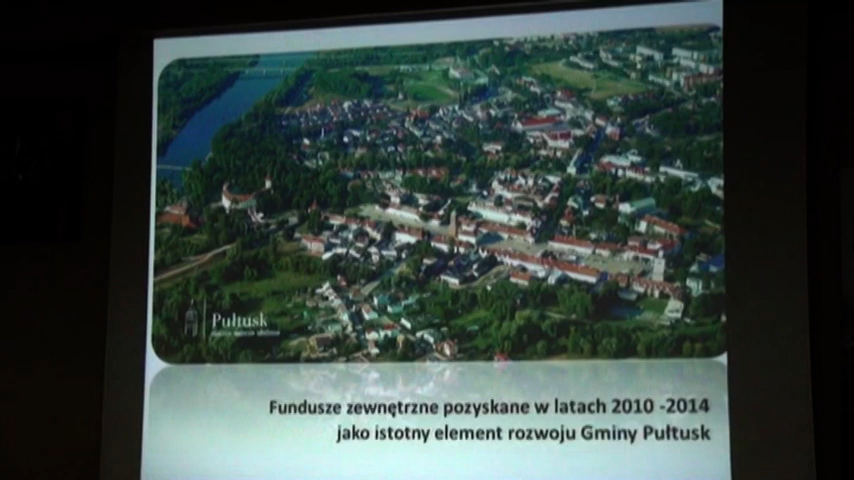 Pułtusk
Fundusze zewnętrzne pozyskane w latach 2010 -2014
jako istotny element rozwoju Gminy Pułtusk